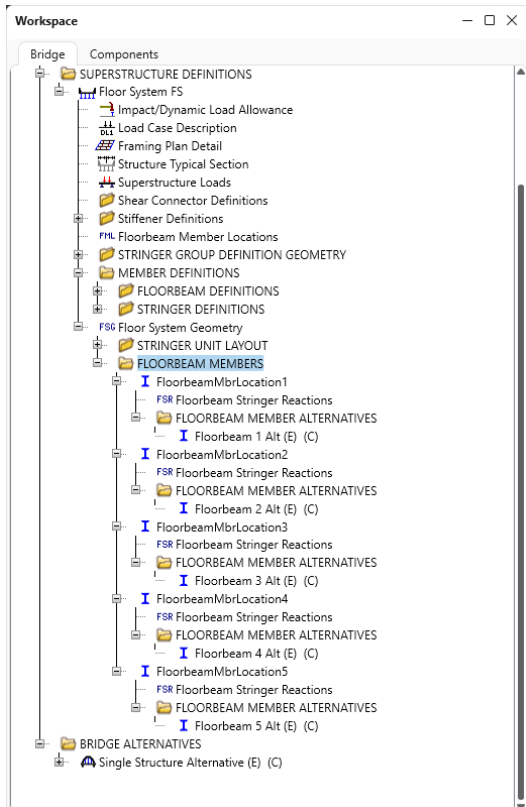 Workspace
Bridge Components
SUPERSTRUCTURE DEFINITIONS
Floor System FS
Impact/Dynamic Load Allowance
DL1 Load Case Description
Framing Plan Detail
Structure Typical Section
Superstructure Loads
Shear Connector Definitions
Stiffener Definitions
FML Floorbeam Member Locations
STRINGER GROUP DEFINITION GEOMETRY
MEMBER DEFINITIONS
FLOORBEAM DEFINITIONS
STRINGER DEFINITIONS
FSG Floor System Geometry
STRINGER UNIT LAYOUT
FLOORBEAM MEMBERS
FloorbeamMbrLocation1
FSR Floorbeam Stringer Reactions
FLOORBEAM MEMBER ALTERNATIVES
Floorbeam 1 Alt (E) (C)
FloorbeamMbrLocation2
FSR Floorbeam Stringer Reactions
FLOORBEAM MEMBER ALTERNATIVES
Floorbeam 2 Alt (E) (C)
FloorbeamMbrLocation3
FSR Floorbeam Stringer Reactions
FLOORBEAM MEMBER ALTERNATIVES
Floorbeam 3 Alt (E) (C)
FloorbeamMbrLocation4
FSR Floorbeam Stringer Reactions
FLOORBEAM MEMBER ALTERNATIVES
Floorbeam 4 Alt (E) (C)
FloorbeamMbrLocation5
FSR Floorbeam Stringer Reactions
FLOORBEAM MEMBER ALTERNATIVES
Floorbeam 5 Alt (E) (C)
BRIDGE ALTERNATIVES
Single Structure Alternative (E) (C)